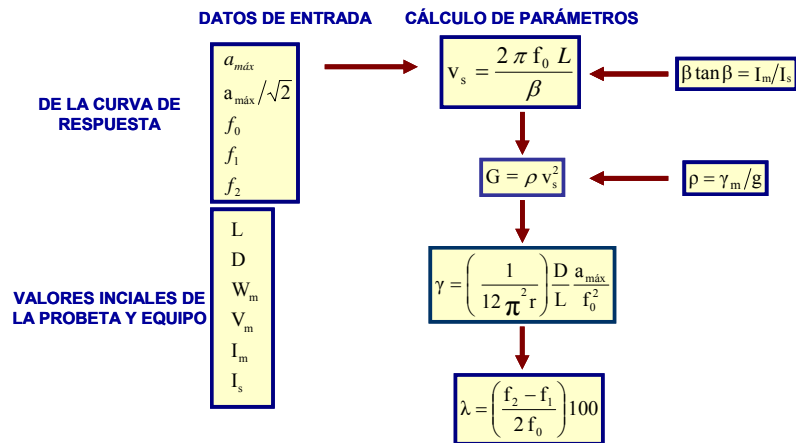 DATOS DE ENTRADA
CÁLCULO DE PARÁMETROS
DE LA CURVA DE
RESPUESTA
a_máx
a_máx/√2
f_0
f_1
f_2
VALORES INCIALES DE
LA PROBETA Y EQUIPO
L
D
W_m
V_m
I_m
I_s
v_s = 2 π f_0 L / β
β tan β = I_m/I_s
G = ρ v_s^2
ρ = γ_m/g
γ = (1 / 12 π^2 r) D/L a_máx/f_0^2
λ = (f_2 − f_1 / 2 f_0) 100